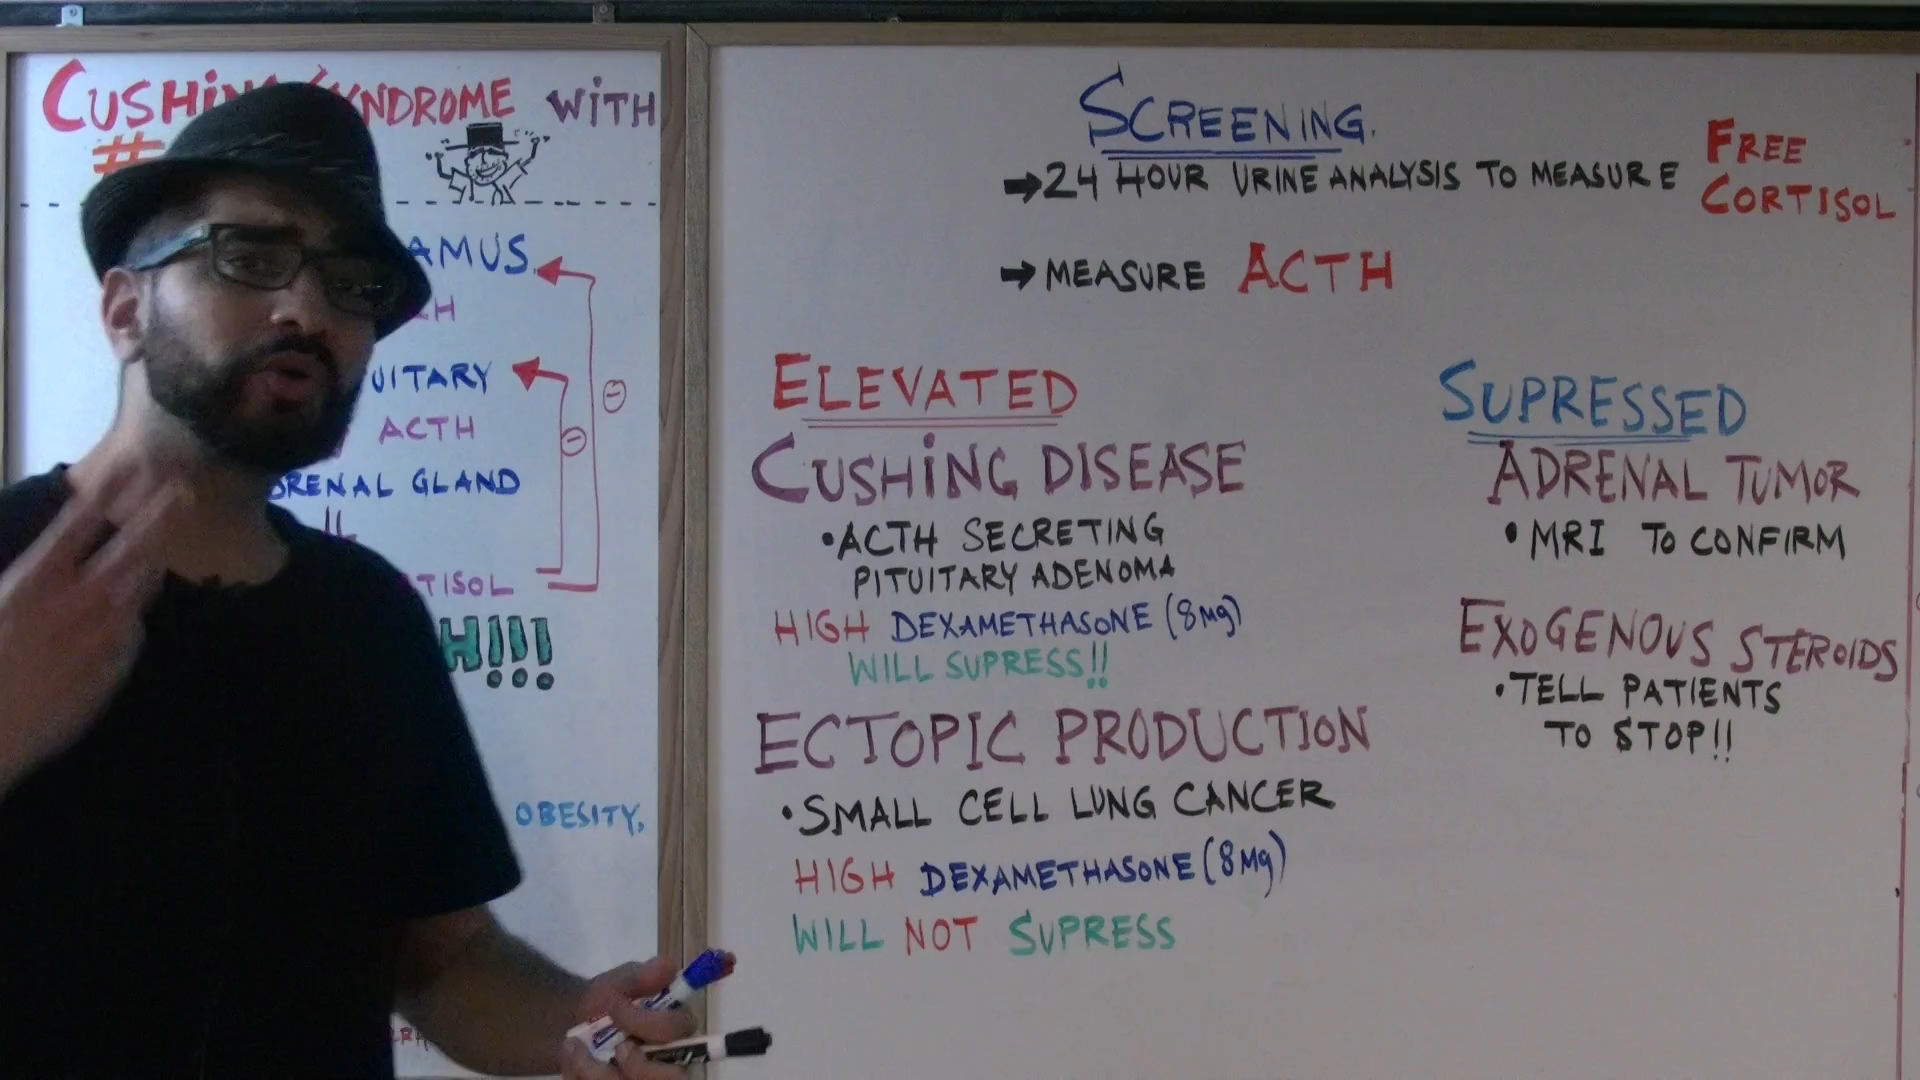 SYNDROME WITH
#
AMUS
H
UITARY
ACTH
RENAL GLAND
TISOL
H!!!
OBESITY,
SCREENING
→24 HOUR URINE ANALYSIS TO MEASURE FREE CORTISOL
→MEASURE ACTH
ELEVATED
CUSHING DISEASE
•ACTH SECRETING
PITUITARY ADENOMA
HIGH DEXAMETHASONE (8Mg)
WILL SUPRESS!!
ECTOPIC PRODUCTION
•SMALL CELL LUNG CANCER
HIGH DEXAMETHASONE (8Mg)
WILL NOT SUPRESS
SUPRESSED
ADRENAL TUMOR
•MRI TO CONFIRM
EXOGENOUS STEROIDS
•TELL PATIENTS
TO STOP!!